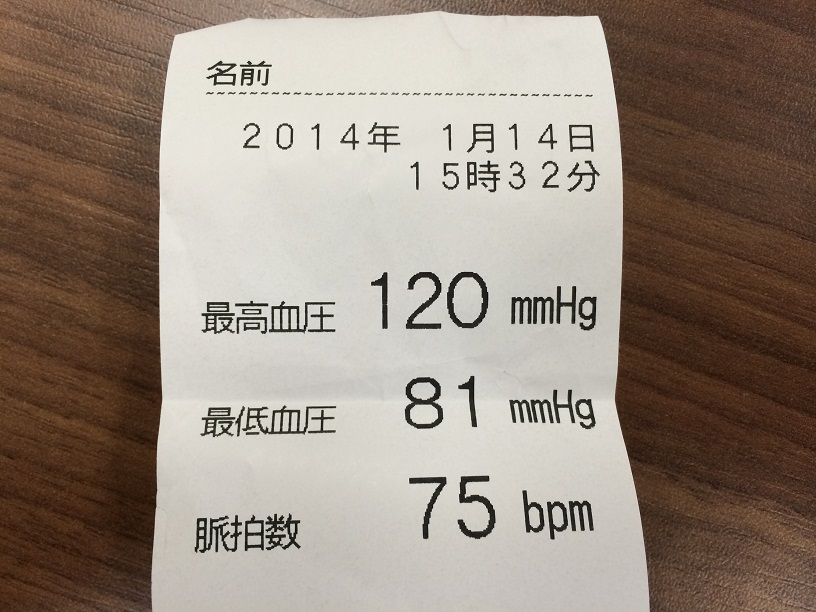 名前
2014年 1月14日
15時32分
最高血圧 120 mmHg
最低血圧 81 mmHg
脈拍数 75 bpm